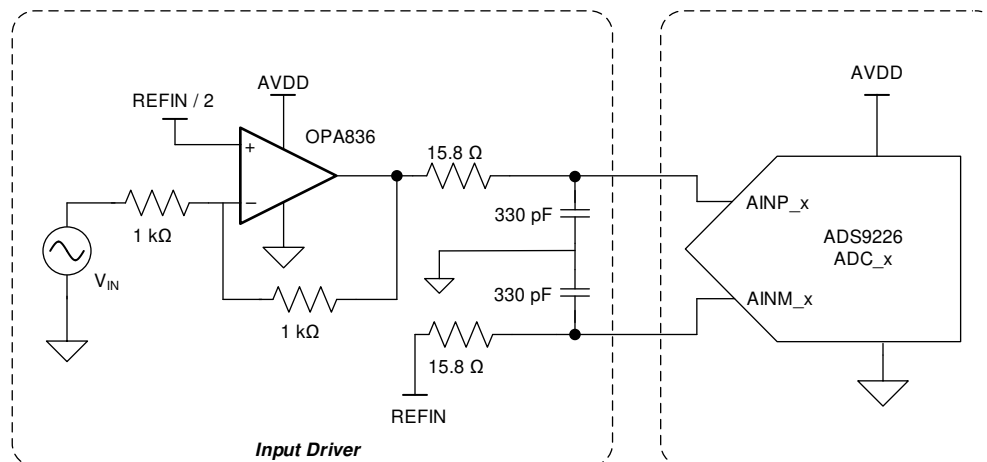 AVDD
REFIN / 2
OPA836
+
−
1 kΩ
VIN
1 kΩ
15.8 Ω
330 pF
330 pF
15.8 Ω
REFIN
Input Driver
AVDD
AINP_x
ADS9226
ADC_x
AINM_x